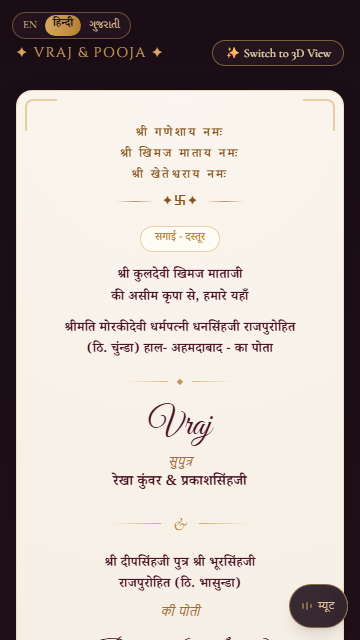 EN हिन्दी ગુજરાતી
✦ VRAJ & POOJA ✦
✨ Switch to 3D View
श्री गणेशाय नमः
श्री खिमज माताय नमः
श्री खेतेश्वराय नमः
✦卐✦
सगाई - दस्तूर
श्री कुलदेवी खिमज माताजी
की असीम कृपा से, हमारे यहाँ
श्रीमति मोरकीदेवी धर्मपत्नी धनसिंहजी राजपुरोहित
(ठि. चुंन्डा) हाल- अहमदाबाद - का पोता
Vraj
सुपुत्र
रेखा कुंवर & प्रकाशसिंहजी
&
श्री दीपसिंहजी पुत्र श्री भूरसिंहजी
राजपुरोहित (ठि. भासुन्डा)
की पोती
म्यूट